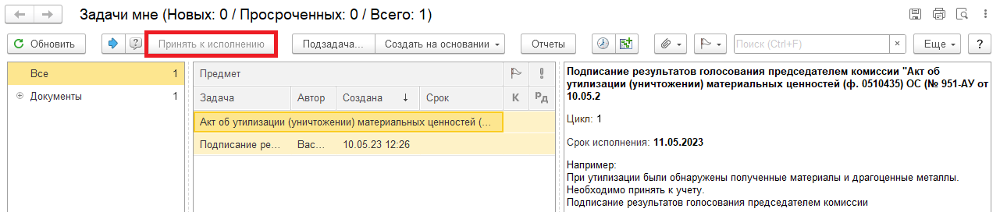 Задачи мне (Новых: 0 / Просроченных: 0 / Всего: 1)
Обновить Принять к исполнению Подзадача... Создать на основании Отчеты Поиск (Ctrl+F) × Еще ?
Все 1
Документы 1
Предмет
Задача Автор Создана ↓ Срок К Рд
Акт об утилизации (уничтожении) материальных ценностей (...
Подписание ре... Вас... 10.05.23 12:26
Подписание результатов голосования председателем комиссии "Акт об
утилизации (уничтожении) материальных ценностей (ф. 0510435) ОС (№ 951-АУ от
10.05.2
Цикл: 1
Срок исполнения: 11.05.2023
Например:
При утилизации были обнаружены полученные материалы и драгоценные металлы.
Необходимо принять к учету.
Подписание результатов голосования председателем комиссии